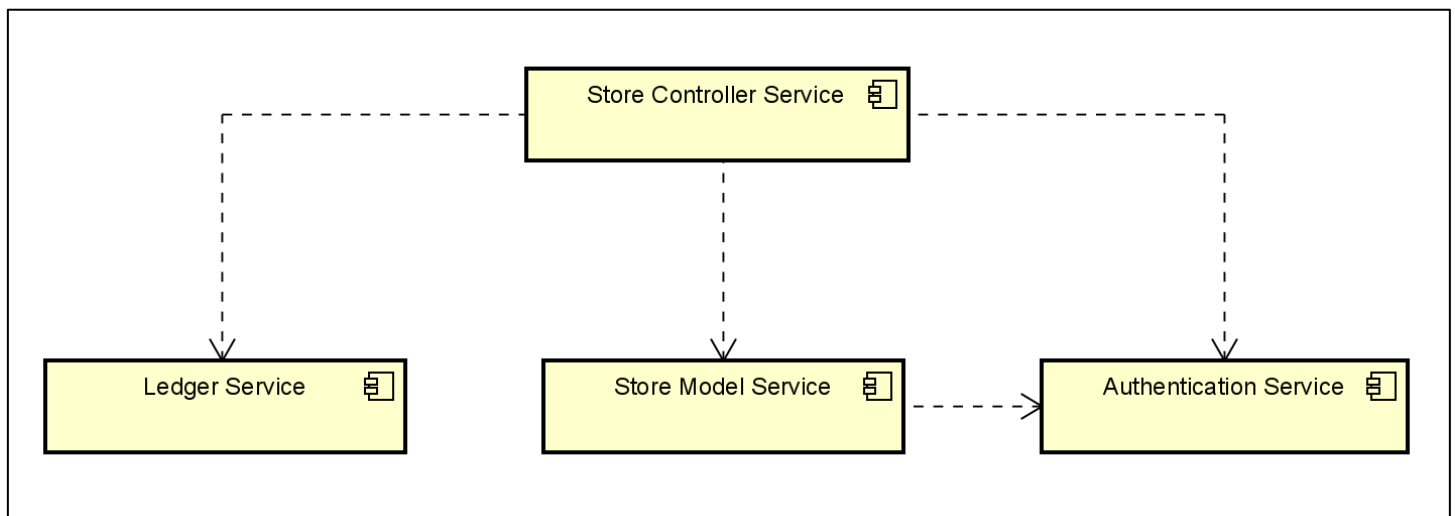 Store Controller Service
Ledger Service
Store Model Service
Authentication Service